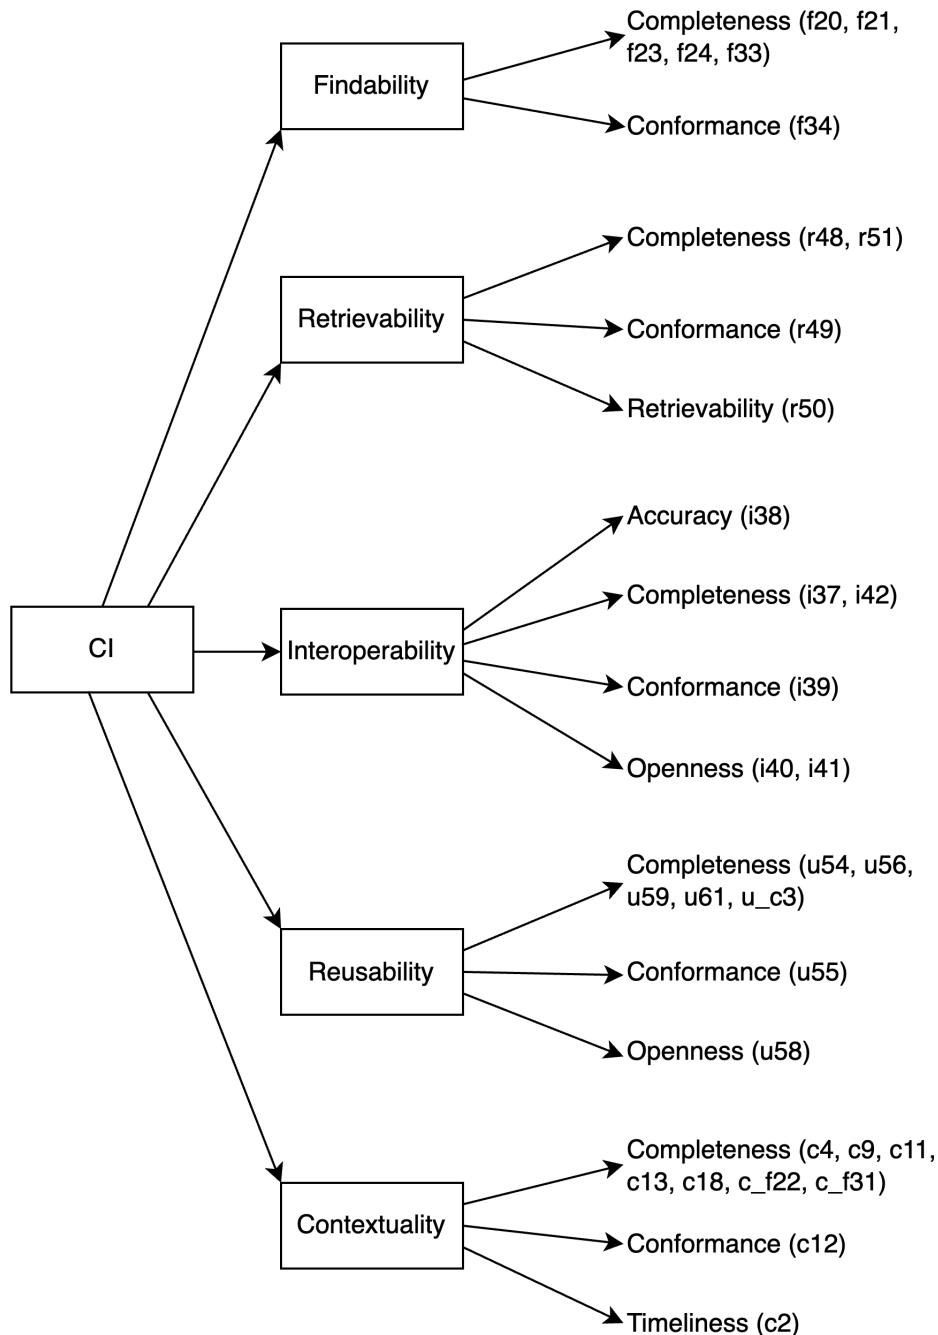 Completeness (f20, f21,
f23, f24, f33)
Findability
Conformance (f34)
Completeness (r48, r51)
Retrievability
Conformance (r49)
Retrievability (r50)
Accuracy (i38)
Completeness (i37, i42)
CI
Interoperability
Conformance (i39)
Openness (i40, i41)
Completeness (u54, u56,
u59, u61, u_c3)
Reusability
Conformance (u55)
Openness (u58)
Completeness (c4, c9, c11,
c13, c18, c_f22, c_f31)
Contextuality
Conformance (c12)
Timeliness (c2)